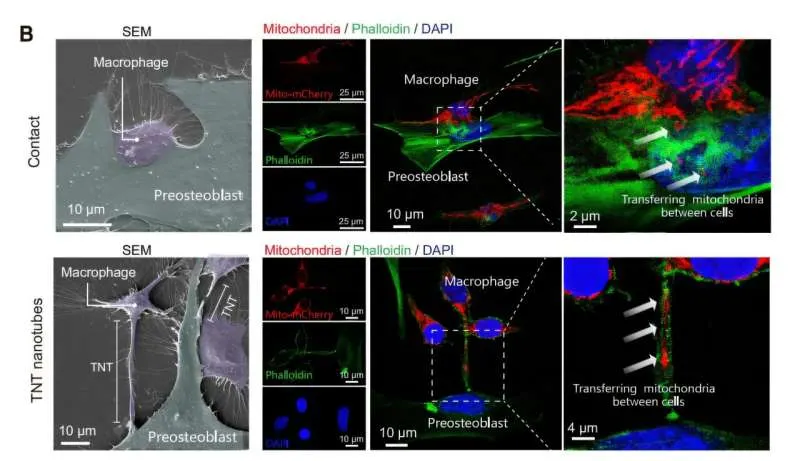 B
SEM
Mitochondria / Phalloidin / DAPI
Contact
Macrophage
Preosteoblast
10 µm
Mito-mCherry
25 µm
Phalloidin
25 µm
DAPI
25 µm
Macrophage
Preosteoblast
10 µm
Transferring mitochondria
between cells
2 µm
SEM
Mitochondria / Phalloidin / DAPI
TNT nanotubes
Macrophage
TNT
TNT
Preosteoblast
10 µm
Mito-mCherry
10 µm
Phalloidin
10 µm
DAPI
10 µm
Macrophage
Preosteoblast
10 µm
Transferring mitochondria
between cells
4 µm